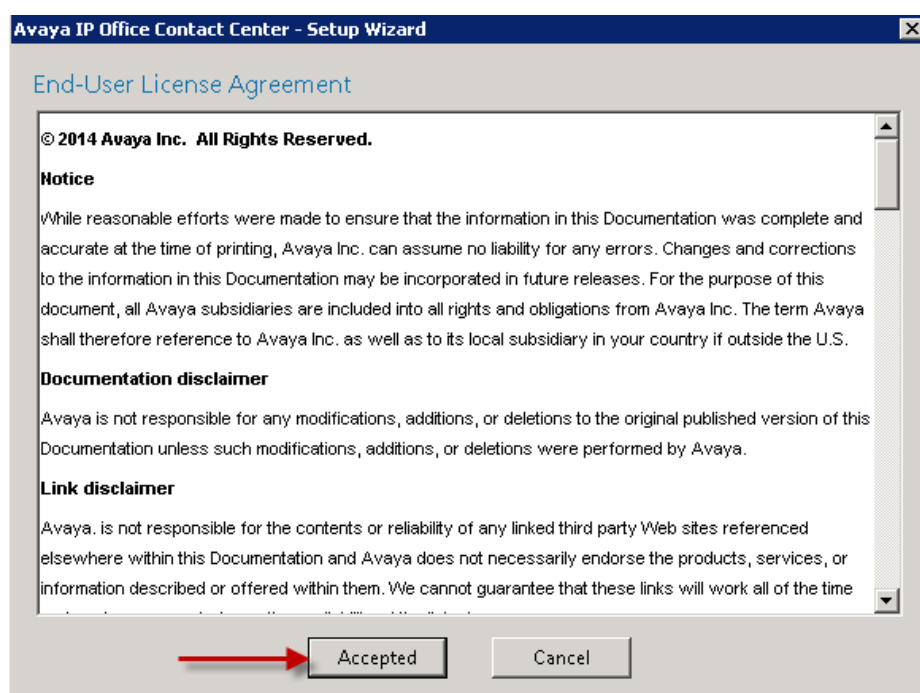 Avaya IP Office Contact Center - Setup Wizard
End-User License Agreement
© 2014 Avaya Inc. All Rights Reserved.
Notice
While reasonable efforts were made to ensure that the information in this Documentation was complete and
accurate at the time of printing, Avaya Inc. can assume no liability for any errors. Changes and corrections
to the information in this Documentation may be incorporated in future releases. For the purpose of this
document, all Avaya subsidiaries are included into all rights and obligations from Avaya Inc. The term Avaya
shall therefore reference to Avaya Inc. as well as to its local subsidiary in your country if outside the U.S.
Documentation disclaimer
Avaya is not responsible for any modifications, additions, or deletions to the original published version of this
Documentation unless such modifications, additions, or deletions were performed by Avaya.
Link disclaimer
Avaya. is not responsible for the contents or reliability of any linked third party Web sites referenced
elsewhere within this Documentation and Avaya does not necessarily endorse the products, services, or
information described or offered within them. We cannot guarantee that these links will work all of the time
Accepted
Cancel